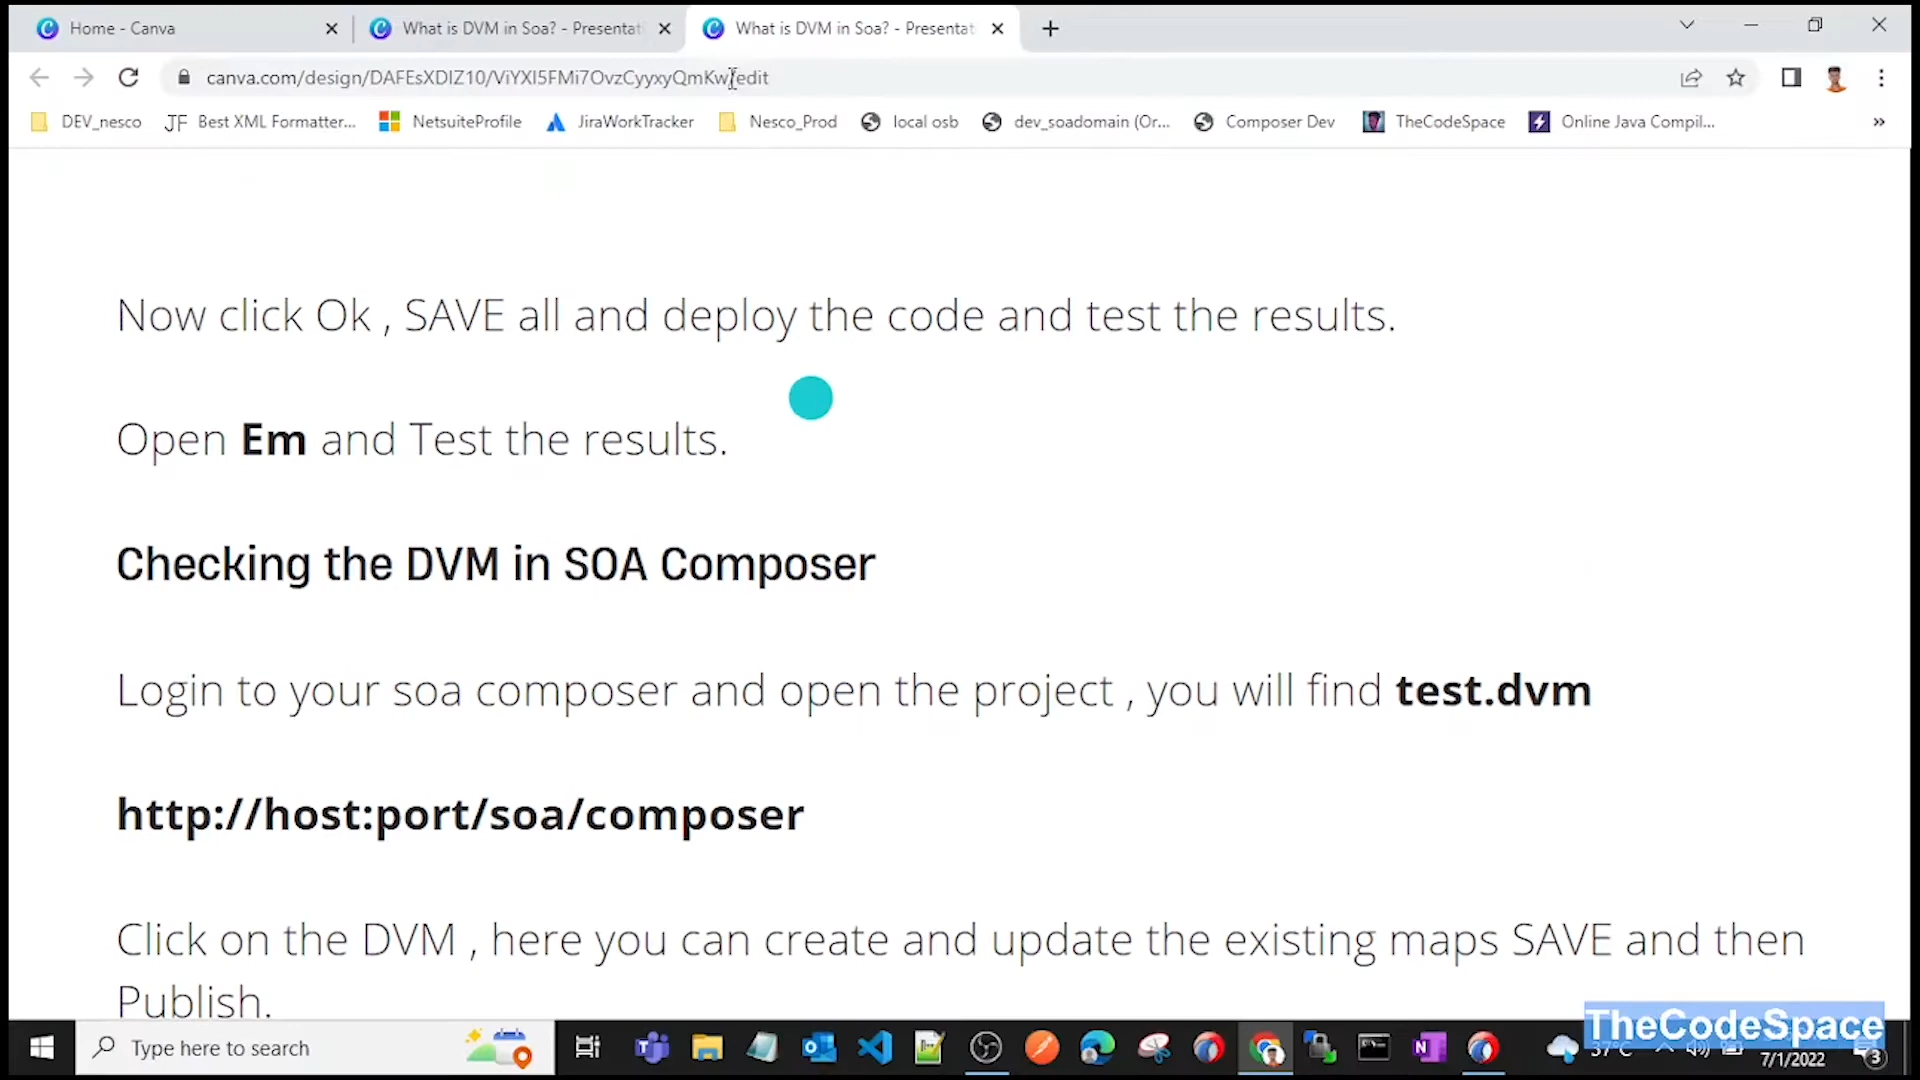 Home - Canva
What is DVM in Soa? - Presentat
What is DVM in Soa? - Presentat
canva.com/design/DAFEsXDIZ10/ViYXI5FMi7OvzCyyxyQmKw/edit
DEV_nesco
JF Best XML Formatter...
NetsuiteProfile
JiraWorkTracker
Nesco_Prod
local osb
dev_soadomain (Or...
Composer Dev
TheCodeSpace
Online Java Compil...
Now click Ok , SAVE all and deploy the code and test the results.
Open Em and Test the results.
Checking the DVM in SOA Composer
Login to your soa composer and open the project , you will find test.dvm
http://host:port/soa/composer
Click on the DVM , here you can create and update the existing maps SAVE and then
Publish.
TheCodeSpace
Type here to search
37°C
7/1/2022
3